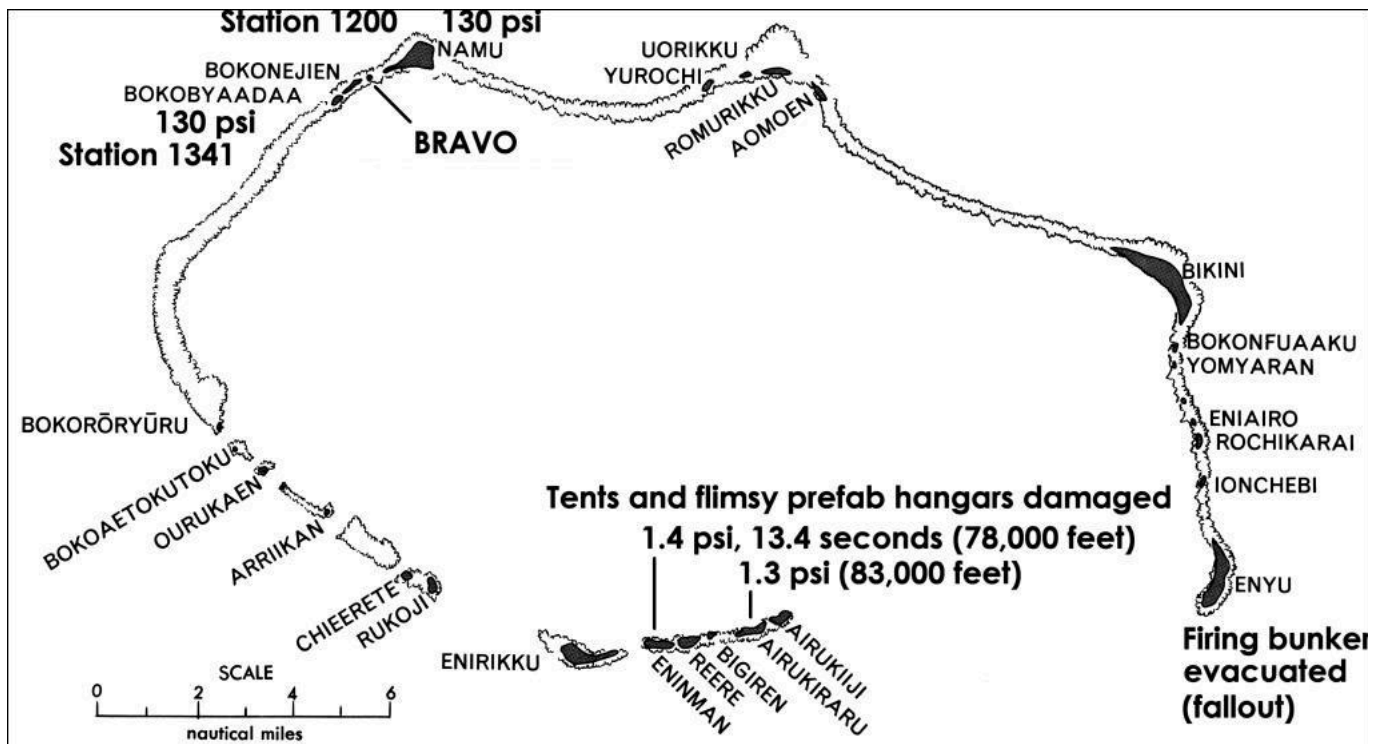 Station 1200 130 psi
NAMU
BOKONEJIEN
BOKOBYAADAA
130 psi
Station 1341
BRAVO
UORIKKU
YUROCHI
ROMURIKKU
AOMOEN
BIKINI
BOKONFUAAKU
YOMYARAN
ENIAIRO
ROCHIKARAI
IONCHEBI
ENYU
Firing bunker
evacuated
(fallout)
BOKORŌRYŪRU
BOKOAETOKUTOKU
OURUKAEN
ARRIIKAN
CHIEERETE
RUKOJI
Tents and flimsy prefab hangars damaged
1.4 psi, 13.4 seconds (78,000 feet)
1.3 psi (83,000 feet)
ENIRIKKU
ENINMAN
REERE
BIGIREN
AIRUKIRARU
AIRUKIIJI
SCALE
0 2 4 6
nautical miles